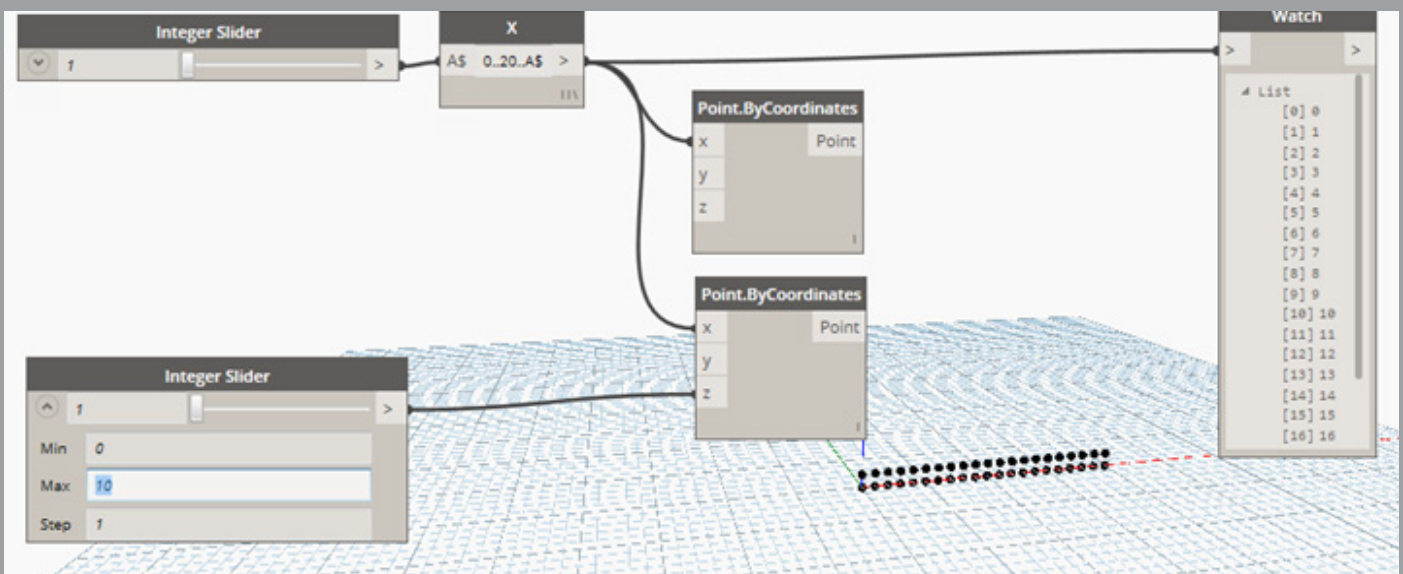 Integer Slider
1 >
X
A$ 0..20..A$ >
Watch
> >
List
[0] 0
[1] 1
[2] 2
[3] 3
[4] 4
[5] 5
[6] 6
[7] 7
[8] 8
[9] 9
[10] 10
[11] 11
[12] 12
[13] 13
[14] 14
[15] 15
[16] 16
Point.ByCoordinates
x Point
y
z
Point.ByCoordinates
x Point
y
z
Integer Slider
1 >
Min 0
Max 10
Step 1